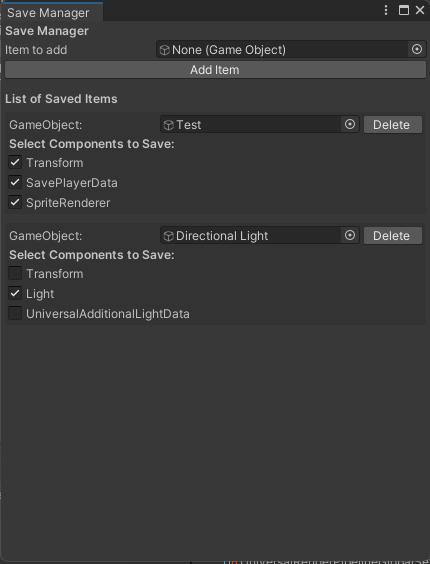 Save Manager
Save Manager
Item to add None (Game Object)
Add Item
List of Saved Items
GameObject: Test Delete
Select Components to Save:
Transform
SavePlayerData
SpriteRenderer
GameObject: Directional Light Delete
Select Components to Save:
Transform
Light
UniversalAdditionalLightData